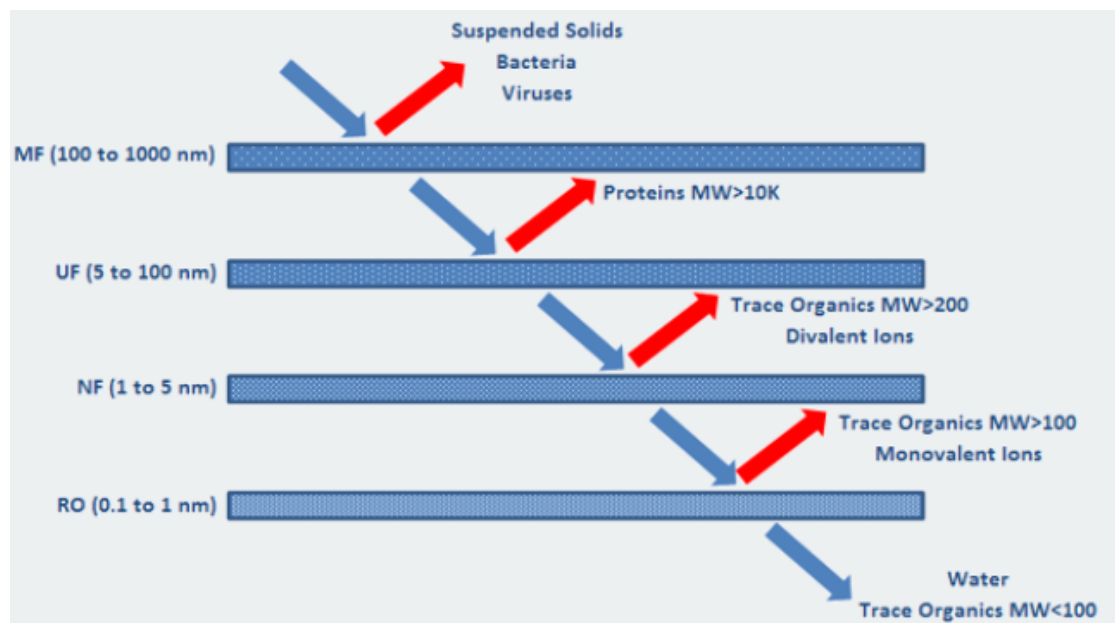 Suspended Solids
Bacteria
Viruses
MF (100 to 1000 nm)
Proteins MW>10K
UF (5 to 100 nm)
Trace Organics MW>200
Divalent Ions
NF (1 to 5 nm)
Trace Organics MW>100
Monovalent Ions
RO (0.1 to 1 nm)
Water
Trace Organics MW<100